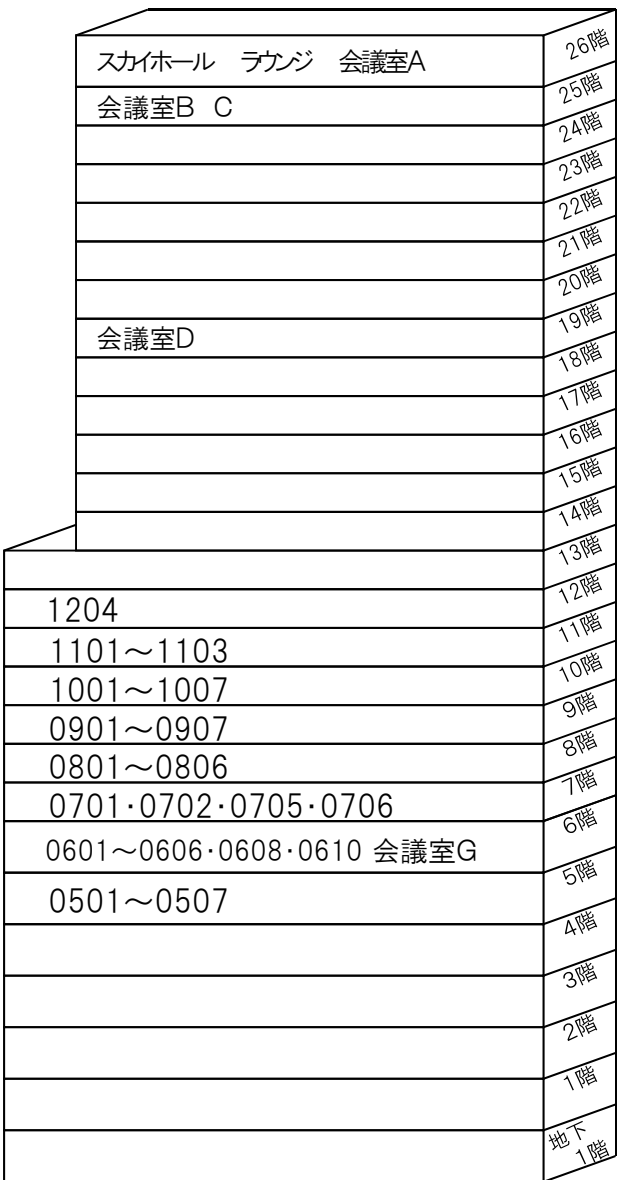 スカイホール ラウンジ 会議室A 26階
会議室B C 25階
24階
23階
22階
21階
20階
会議室D 19階
18階
17階
16階
15階
14階
13階
1204 12階
1101～1103 11階
1001～1007 10階
0901～0907 9階
0801～0806 8階
0701・0702・0705・0706 7階
0601～0606・0608・0610 会議室G 6階
0501～0507 5階
4階
3階
2階
1階
地下
1階